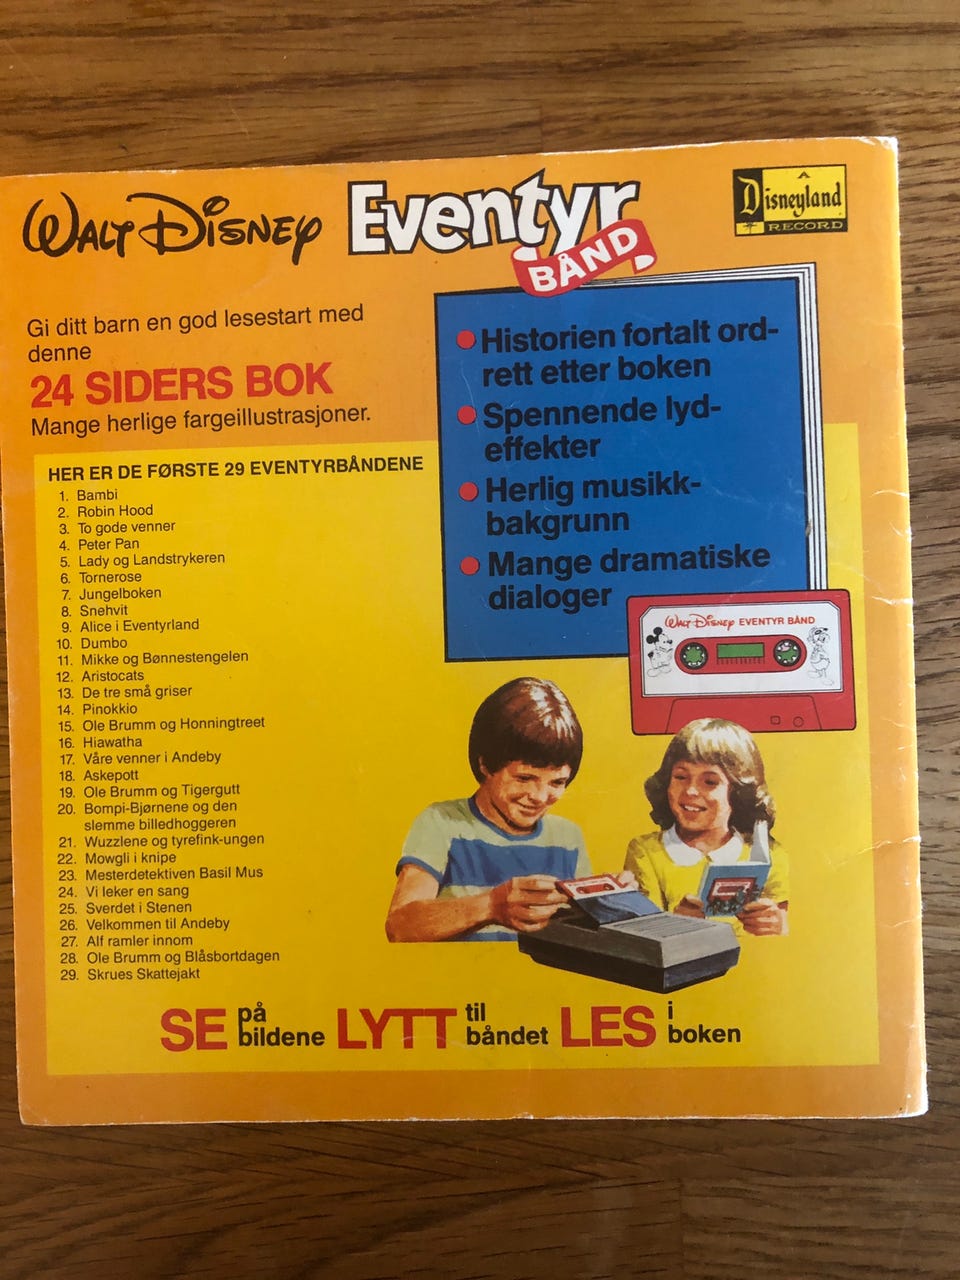 WALT DISNEY Eventyr
BÅND
Disneyland
RECORD
Gi ditt barn en god lesestart med
denne
24 SIDERS BOK
Mange herlige fargeillustrasjoner.
• Historien fortalt ord-
rett etter boken
• Spennende lyd-
effekter
• Herlig musikk-
bakgrunn
• Mange dramatiske
dialoger
WALT DISNEY EVENTYR BÅND
HER ER DE FØRSTE 29 EVENTYRBÅNDENE
1. Bambi
2. Robin Hood
3. To gode venner
4. Peter Pan
5. Lady og Landstrykeren
6. Tornerose
7. Jungelboken
8. Snehvit
9. Alice i Eventyrland
10. Dumbo
11. Mikke og Bønnestengelen
12. Aristocats
13. De tre små griser
14. Pinokkio
15. Ole Brumm og Honningtreet
16. Hiawatha
17. Våre venner i Andeby
18. Askepott
19. Ole Brumm og Tigergutt
20. Bompi-Bjørnene og den
slemme billedhoggeren
21. Wuzzlene og tyrefink-ungen
22. Mowgli i knipe
23. Mesterdetektiven Basil Mus
24. Vi leker en sang
25. Sverdet i Stenen
26. Velkommen til Andeby
27. Alf ramler innom
28. Ole Brumm og Blåsbortdagen
29. Skrues Skattejakt
SE på bildene LYTT til båndet LES i boken